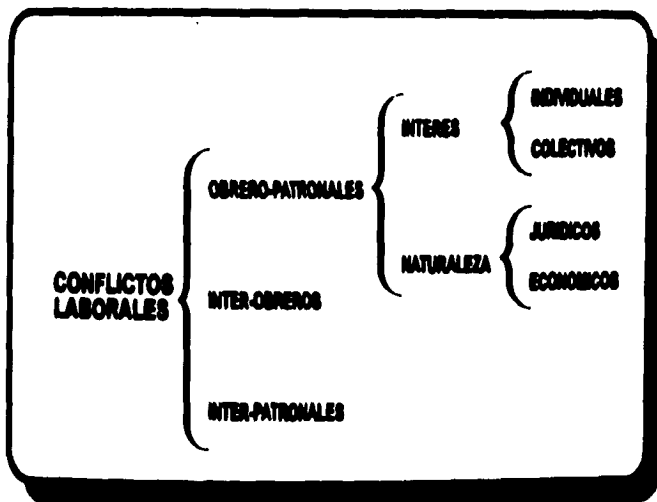 CONFLICTOS
LABORALES
OBRERO-PATRONALES
INTERES
INDIVIDUALES
COLECTIVOS
NATURALEZA
JURIDICOS
ECONOMICOS
INTER-OBREROS
INTER-PATRONALES